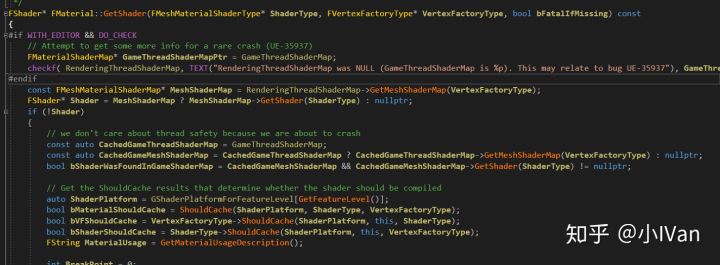 */
FShader* FMaterial::GetShader(FMeshMaterialShaderType* ShaderType, FVertexFactoryType* VertexFactoryType, bool bFatalIfMissing) const
{
#if WITH_EDITOR && DO_CHECK
// Attempt to get some more info for a rare crash (UE-35937)
FMaterialShaderMap* GameThreadShaderMapPtr = GameThreadShaderMap;
checkf( RenderingThreadShaderMap, TEXT("RenderingThreadShaderMap was NULL (GameThreadShaderMap is %p). This may relate to bug UE-35937"), GameThr
#endif
const FMeshMaterialShaderMap* MeshShaderMap = RenderingThreadShaderMap->GetMeshShaderMap(VertexFactoryType);
FShader* Shader = MeshShaderMap ? MeshShaderMap->GetShader(ShaderType) : nullptr;
if (!Shader)
{
// we don't care about thread safety because we are about to crash
const auto CachedGameThreadShaderMap = GameThreadShaderMap;
const auto CachedGameMeshShaderMap = CachedGameThreadShaderMap ? CachedGameThreadShaderMap->GetMeshShaderMap(VertexFactoryType) : nullptr;
bool bShaderWasFoundInGameShaderMap = CachedGameMeshShaderMap && CachedGameMeshShaderMap->GetShader(ShaderType) != nullptr;
// Get the ShouldCache results that determine whether the shader should be compiled
auto ShaderPlatform = GShaderPlatformForFeatureLevel[GetFeatureLevel()];
bool bMaterialShouldCache = ShouldCache(ShaderPlatform, ShaderType, VertexFactoryType);
bool bVFShouldCache = VertexFactoryType->ShouldCache(ShaderPlatform, this, ShaderType);
bool bShaderShouldCache = ShaderType->ShouldCache(ShaderPlatform, this, VertexFactoryType);
FString MaterialUsage = GetMaterialUsageDescription();
int BreakPoint = 0;
知乎 @小IVan